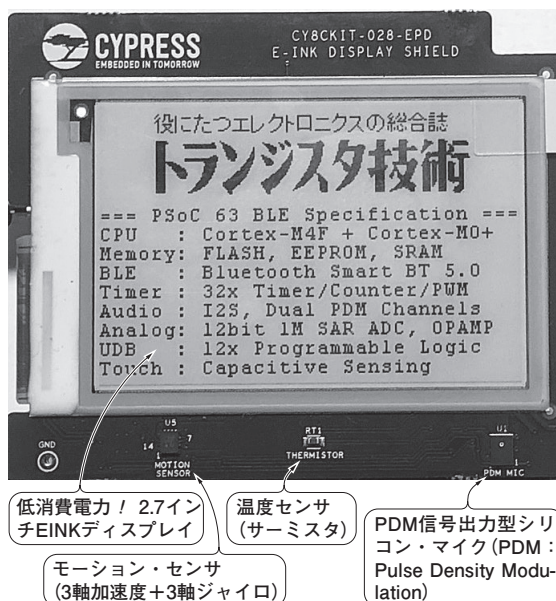 CYPRESS
EMBEDDED IN TOMORROW
CY8CKIT-028-EPD
E-INK DISPLAY SHIELD
役にたつエレクトロニクスの総合誌
トランジスタ技術
=== PSoC 63 BLE Specification ===
CPU : Cortex-M4F + Cortex-M0+
Memory: FLASH, EEPROM, SRAM
BLE : Bluetooth Smart BT 5.0
Timer : 32x Timer/Counter/PWM
Audio : I2S, Dual PDM Channels
Analog: 12bit 1M SAR ADC, OPAMP
UDB : 12x Programmable Logic
Touch : Capacitive Sensing
GND
U5
14
7
1
MOTION
SENSOR
RT1
THERMISTOR
U1
1
PDM MIC
低消費電力！ 2.7イン
チEINKディスプレイ
温度センサ
(サーミスタ)
PDM信号出力型シリ
コン・マイク(PDM：
Pulse Density Modu-
lation)
モーション・センサ
(3軸加速度＋3軸ジャイロ)